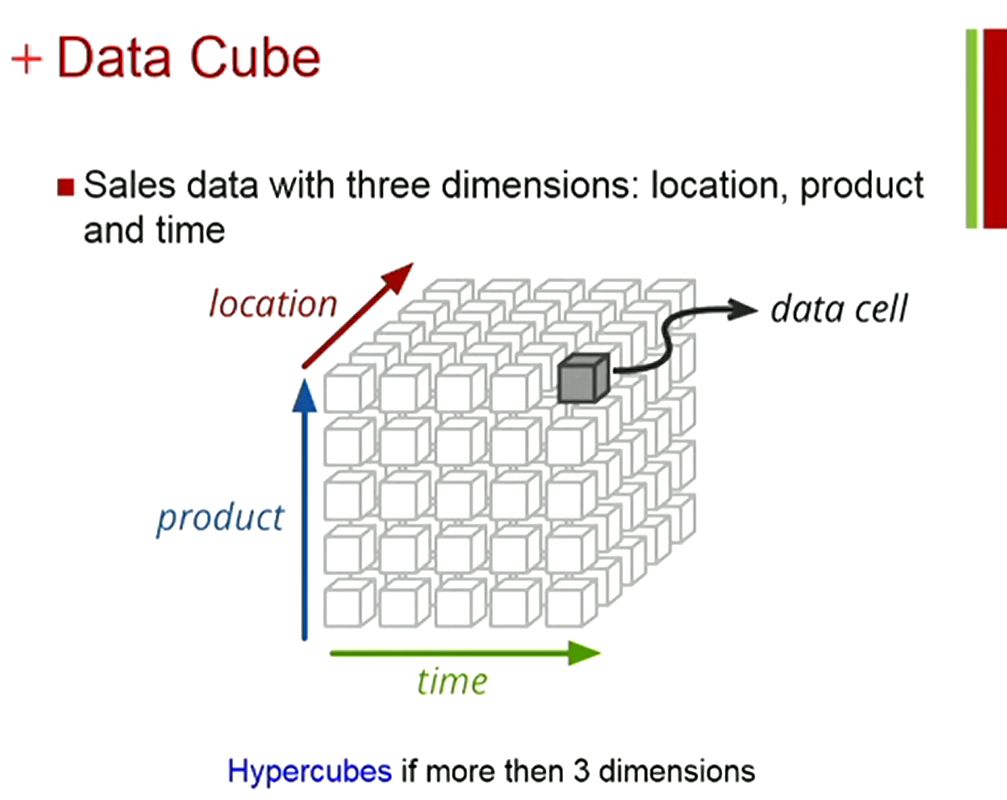 + Data Cube
■ Sales data with three dimensions: location, product
and time
location
data cell
product
time
Hypercubes if more then 3 dimensions